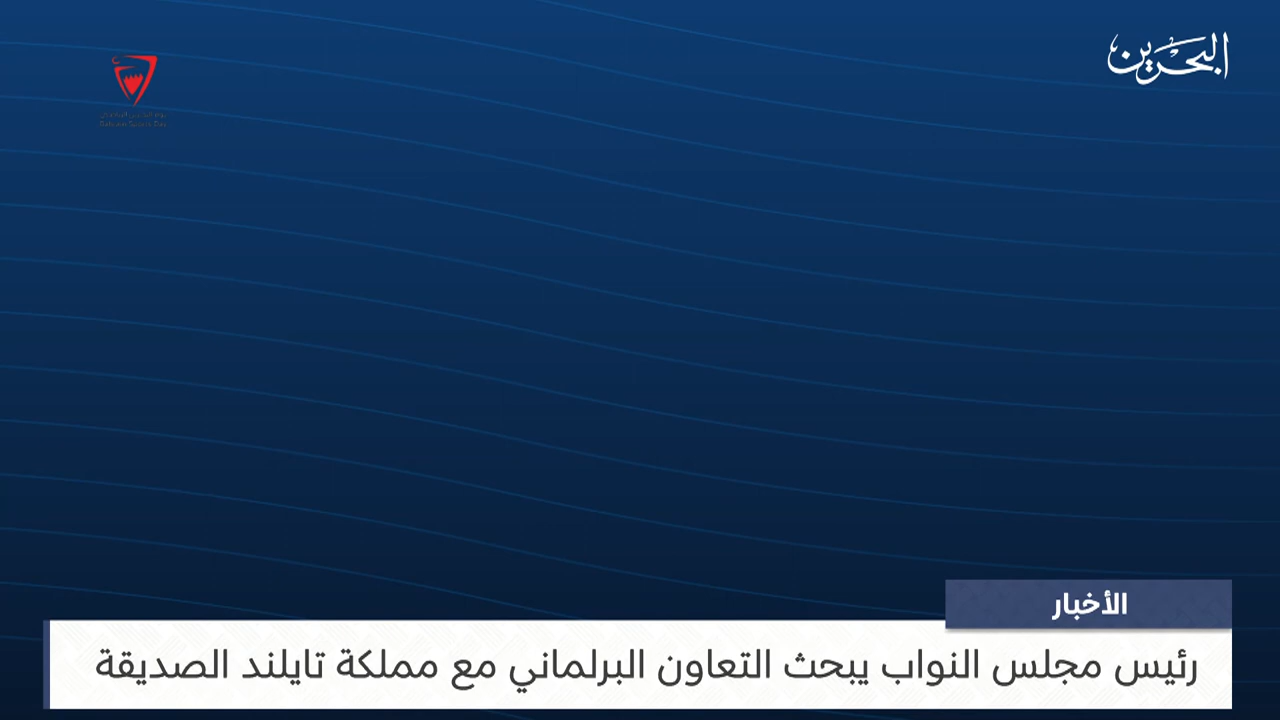 البحرين
الأخبار
رئيس مجلس النواب يبحث التعاون البرلماني مع مملكة تايلند الصديقة